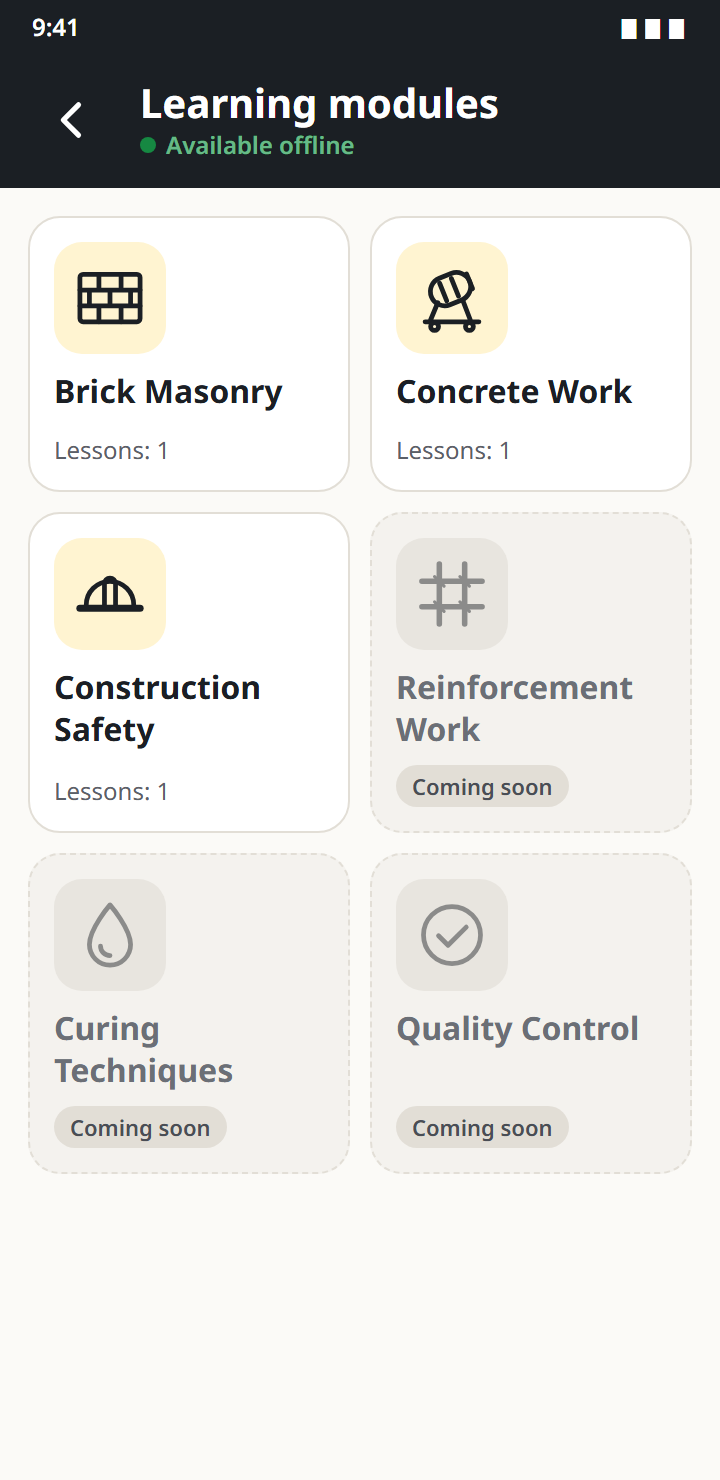 9:41
Learning modules
Available offline
Brick Masonry
Lessons: 1
Concrete Work
Lessons: 1
Construction
Safety
Lessons: 1
Reinforcement
Work
Coming soon
Curing
Techniques
Coming soon
Quality Control
Coming soon